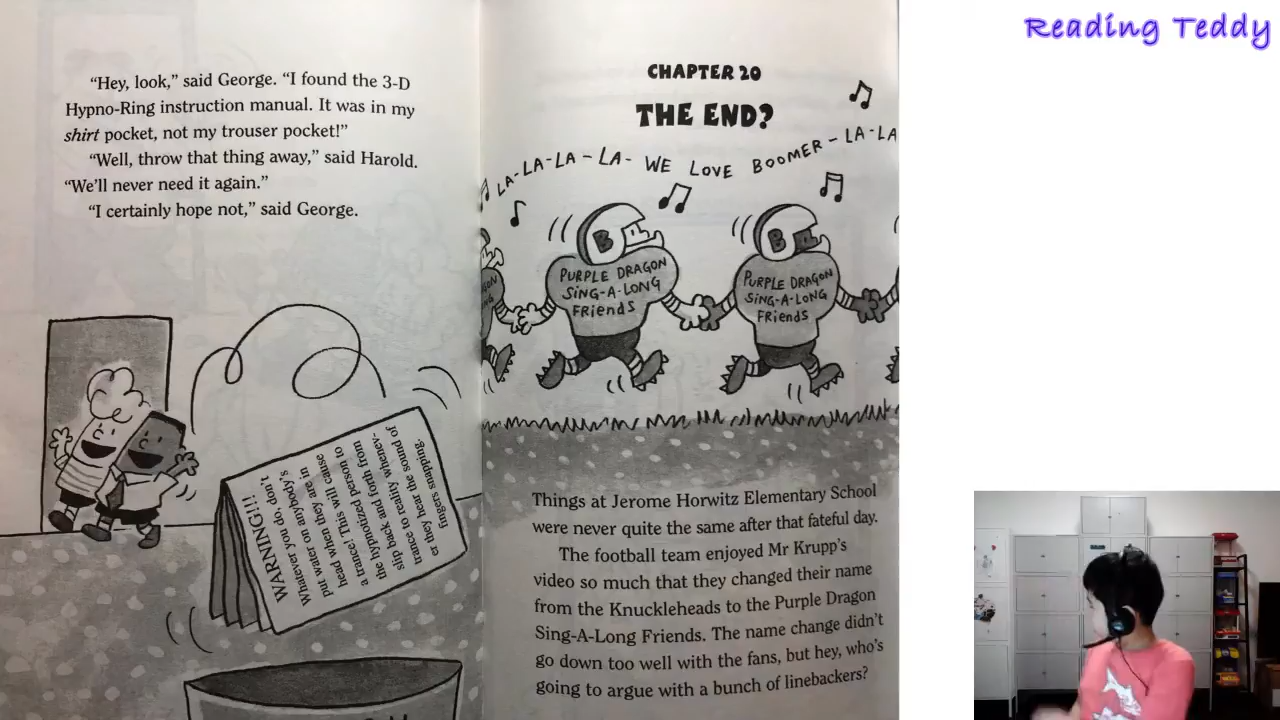 Reading Teddy
"Hey, look," said George. "I found the 3-D
Hypno-Ring instruction manual. It was in my
shirt pocket, not my trouser pocket!"
"Well, throw that thing away," said Harold.
"We'll never need it again."
"I certainly hope not," said George.
WARNING!!!
Whatever you do, don't
put water on anybody's
head when they are in
a trance! This will cause
the hypnotized person to
slip back and forth from
trance to reality whenev-
er they hear the sound of
fingers snapping.
CHAPTER 20
THE END?
LA-LA-LA-LA- WE LOVE BOOMER-LA-LA
PURPLE DRAGON
SiNG-A-LONG
FRiends
PURPLE DRAGON
SiNG-A-LONG
FRiends
B
Things at Jerome Horwitz Elementary School
were never quite the same after that fateful day.
The football team enjoyed Mr Krupp's
video so much that they changed their name
from the Knuckleheads to the Purple Dragon
Sing-A-Long Friends. The name change didn't
go down too well with the fans, but hey, who's
going to argue with a bunch of linebackers?